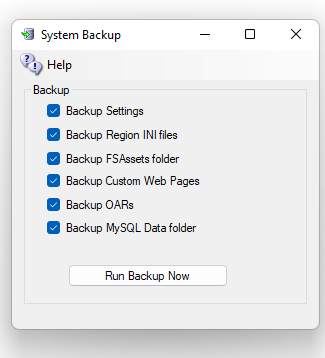 System Backup
Help
Backup
Backup Settings
Backup Region INI files
Backup FSAssets folder
Backup Custom Web Pages
Backup OARs
Backup MySQL Data folder
Run Backup Now